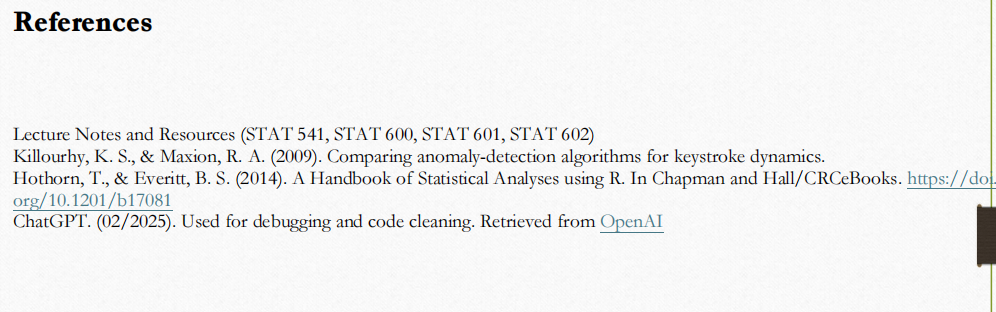 References
Lecture Notes and Resources (STAT 541, STAT 600, STAT 601, STAT 602)
Killourhy, K. S., & Maxion, R. A. (2009). Comparing anomaly-detection algorithms for keystroke dynamics.
Hothorn, T., & Everitt, B. S. (2014). A Handbook of Statistical Analyses using R. In Chapman and Hall/CRCeBooks. https://doi.
org/10.1201/b17081
ChatGPT. (02/2025). Used for debugging and code cleaning. Retrieved from OpenAI